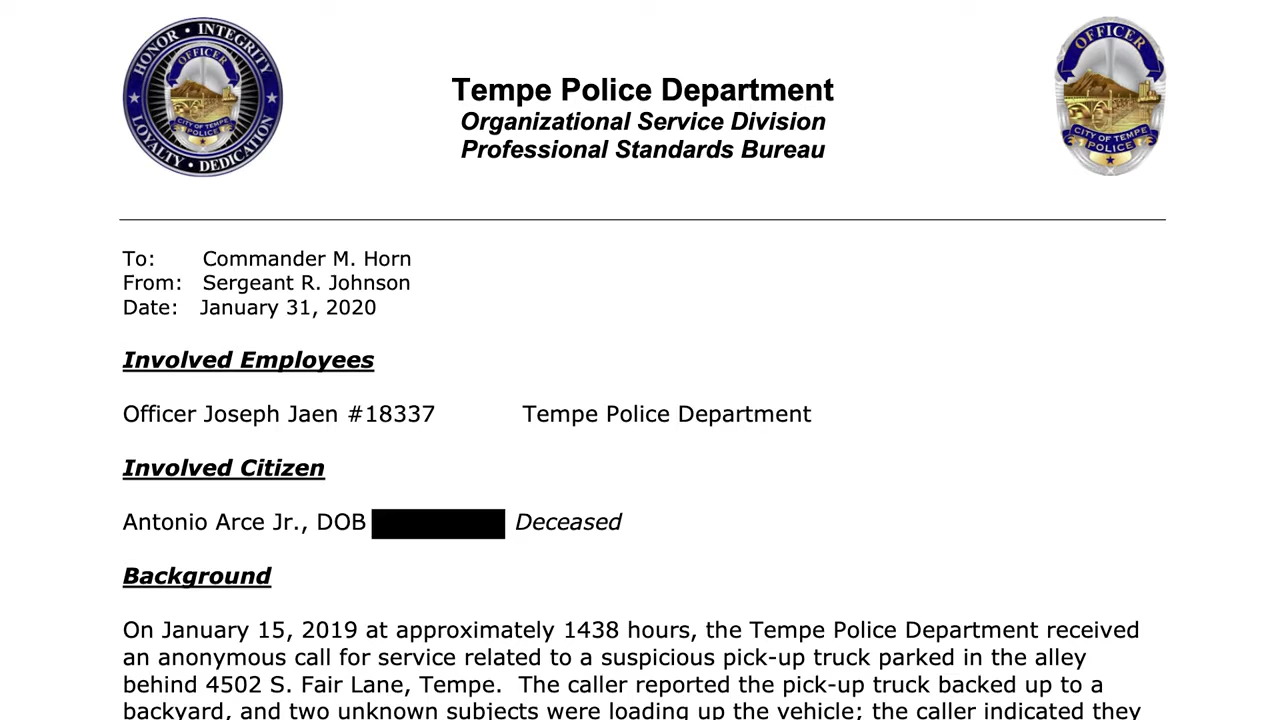 HONOR • INTEGRITY
LOYALTY • DEDICATION
OFFICER
CITY OF TEMPE
POLICE
OFFICER
CITY OF TEMPE
POLICE
Tempe Police Department
Organizational Service Division
Professional Standards Bureau
To: Commander M. Horn
From: Sergeant R. Johnson
Date: January 31, 2020
Involved Employees
Officer Joseph Jaen #18337 Tempe Police Department
Involved Citizen
Antonio Arce Jr., DOB Deceased
Background
On January 15, 2019 at approximately 1438 hours, the Tempe Police Department received
an anonymous call for service related to a suspicious pick-up truck parked in the alley
behind 4502 S. Fair Lane, Tempe. The caller reported the pick-up truck backed up to a
backyard, and two unknown subjects were loading up the vehicle; the caller indicated they